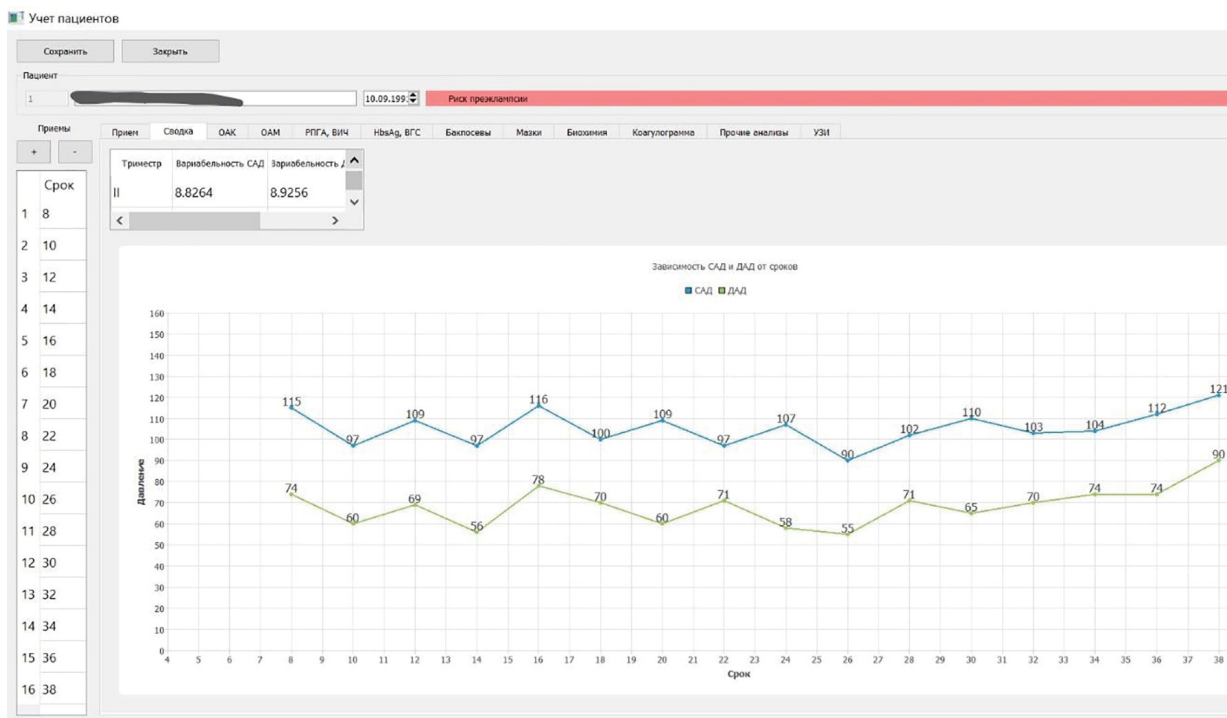 Учет пациентов
Сохранить Закрыть
Пациент
1 10.09.199 Риск преэклампсии
Приемы Прием Сводка ОАК ОАМ РПГА, ВИЧ HbsAg, ВГС Бакпосевы Мазки Биохимия Коагулограмма Прочие анализы УЗИ
+ -
Триместр Вариабельность САД Зариабельность Д
II 8.8264 8.9256
Срок
1 8
2 10
3 12
4 14
5 16
6 18
7 20
8 22
9 24
10 26
11 28
12 30
13 32
14 34
15 36
16 38
Зависимость САД и ДАД от сроков
САД ДАД
Давление
160
150
140
130
120
110
100
90
80
70
60
50
40
30
20
10
0
115 97 109 97 116 100 109 97 107 90 102 110 103 104 112 121
74 60 69 56 78 70 60 71 58 55 71 65 70 74 74 90
4 5 6 7 8 9 10 11 12 13 14 15 16 17 18 19 20 21 22 23 24 25 26 27 28 29 30 31 32 33 34 35 36 37 38
Срок